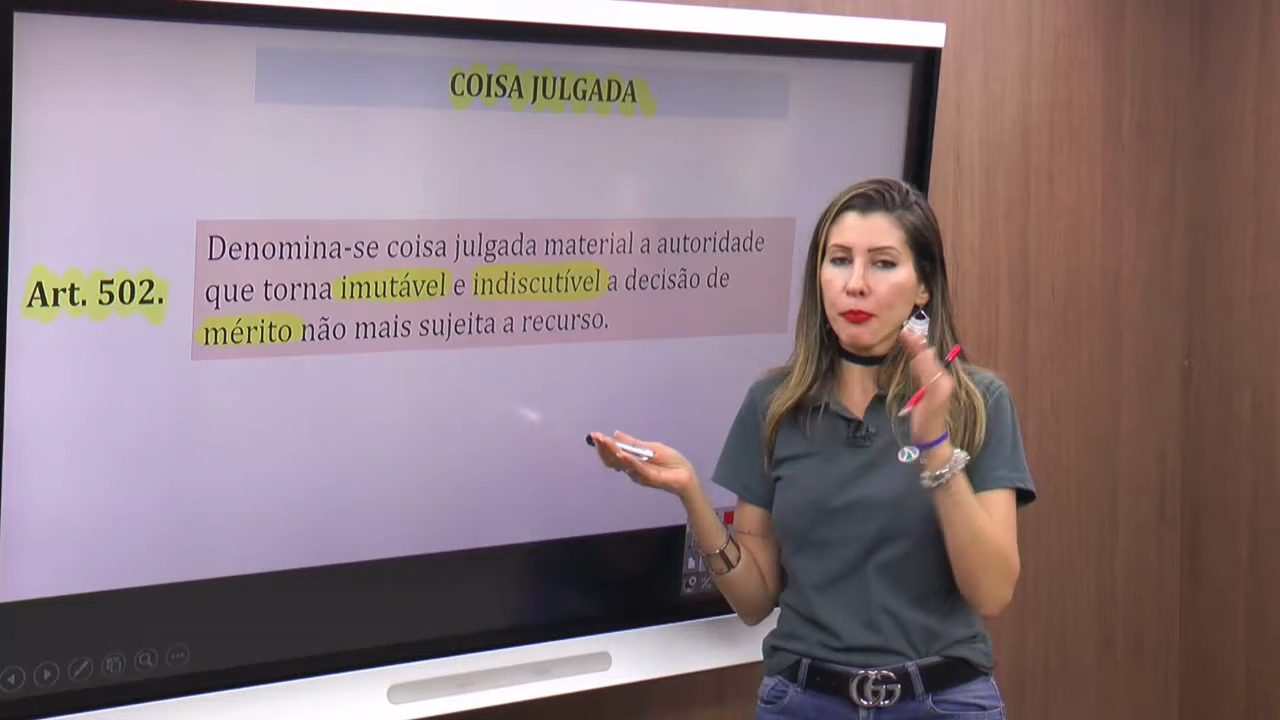 COISA JULGADA
Art. 502.
Denomina-se coisa julgada material a autoridade
que torna imutável e indiscutível a decisão de
mérito não mais sujeita a recurso.